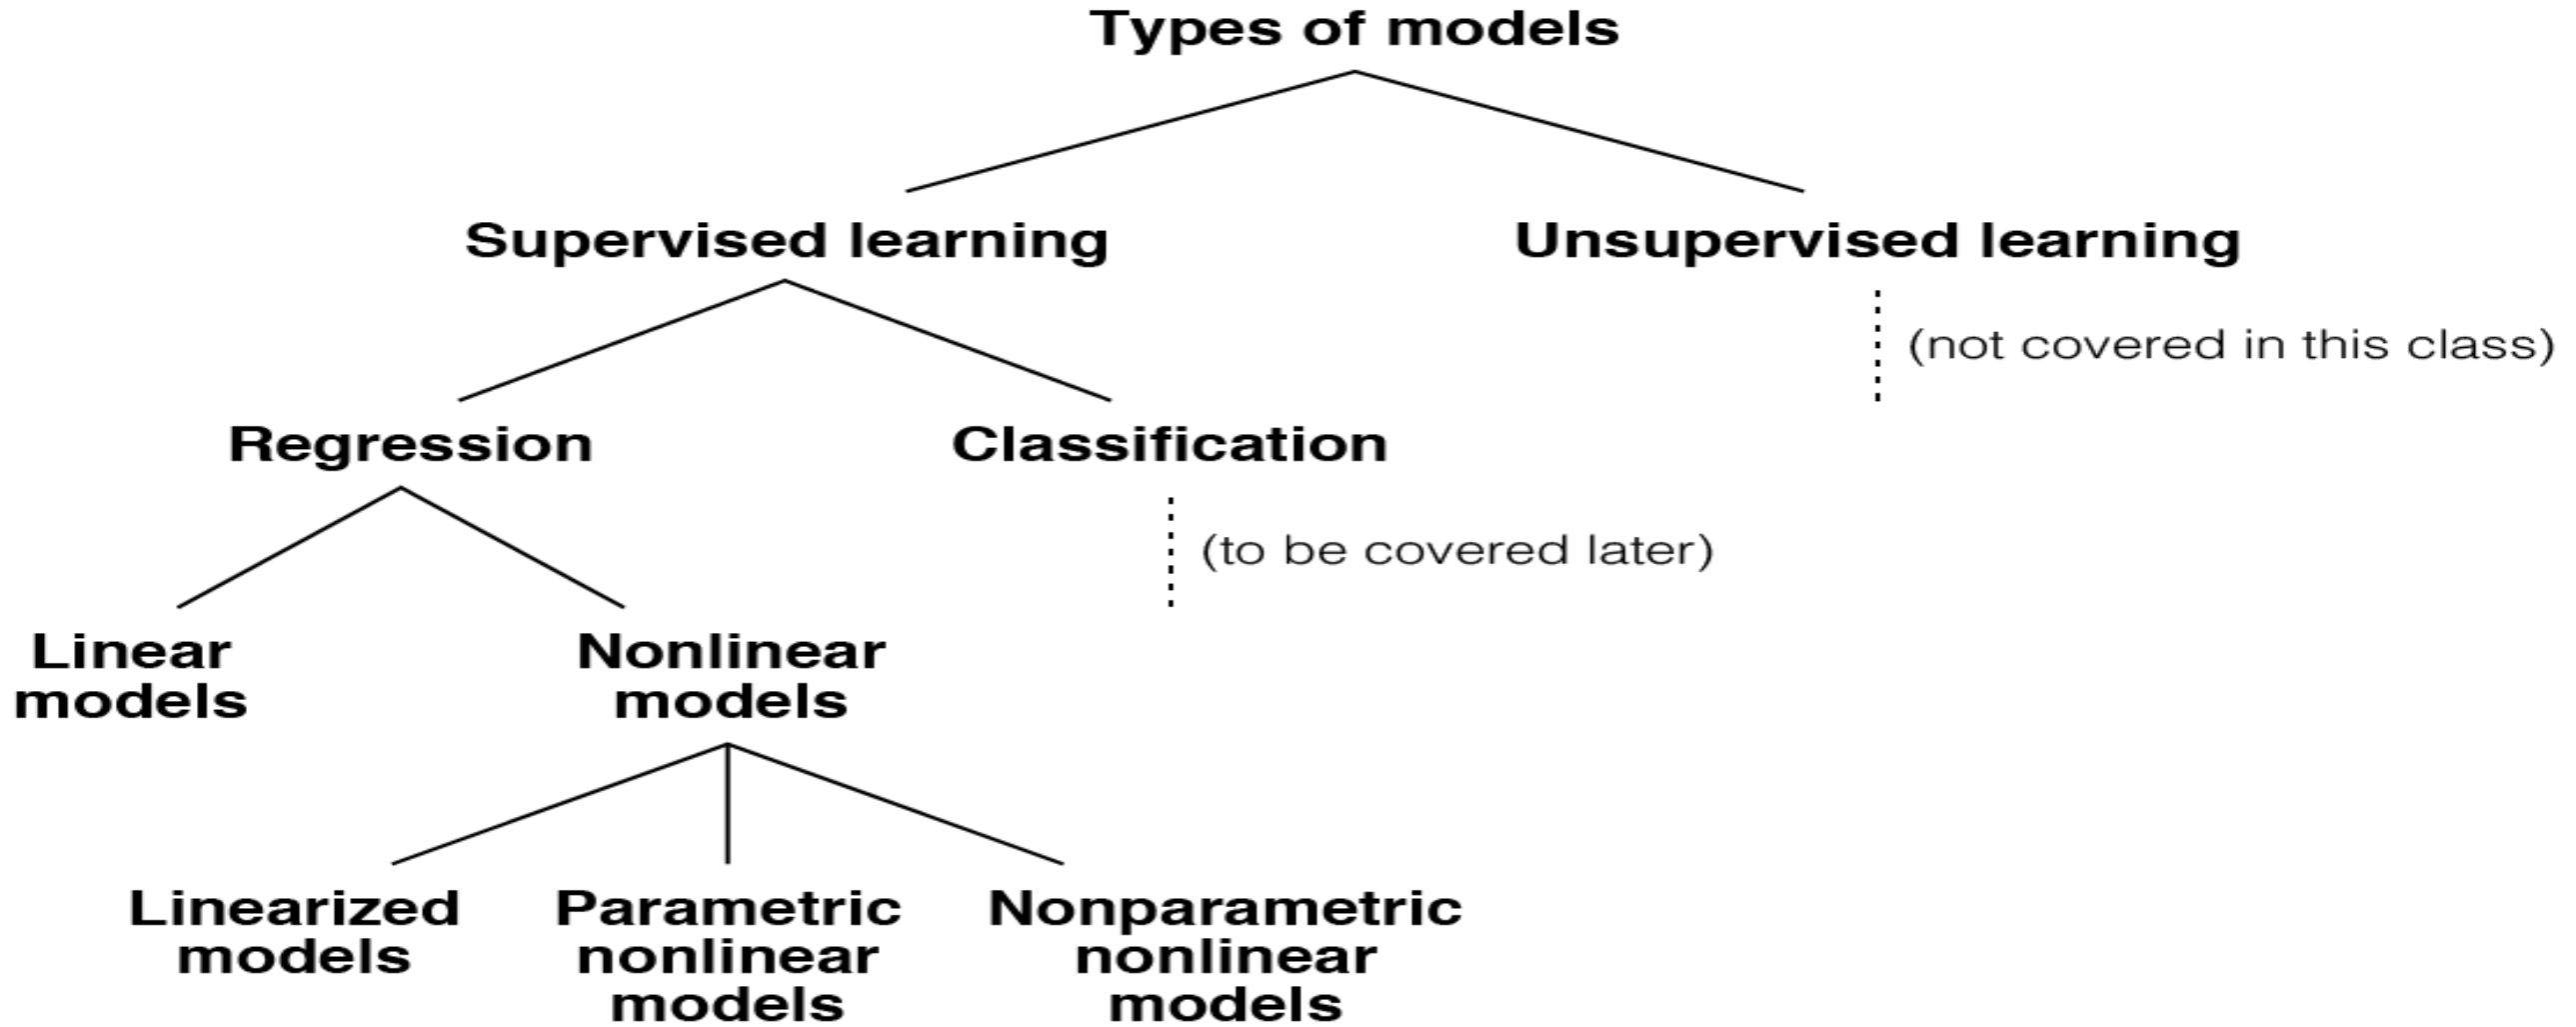 Types of models
Supervised learning
Unsupervised learning
(not covered in this class)
Regression
Classification
(to be covered later)
Linear
models
Nonlinear
models
Linearized
models
Parametric
nonlinear
models
Nonparametric
nonlinear
models